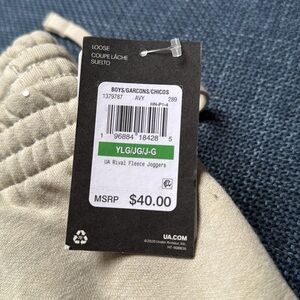 LOOSE
COUPE LÂCHE
SUELTO
BOYS/GARCONS/CHICOS
1379787 AVY 289
1 96884 18428 5
YLG/JG/J-G
UA Rival Fleece Joggers
MSRP $40.00
UA.COM